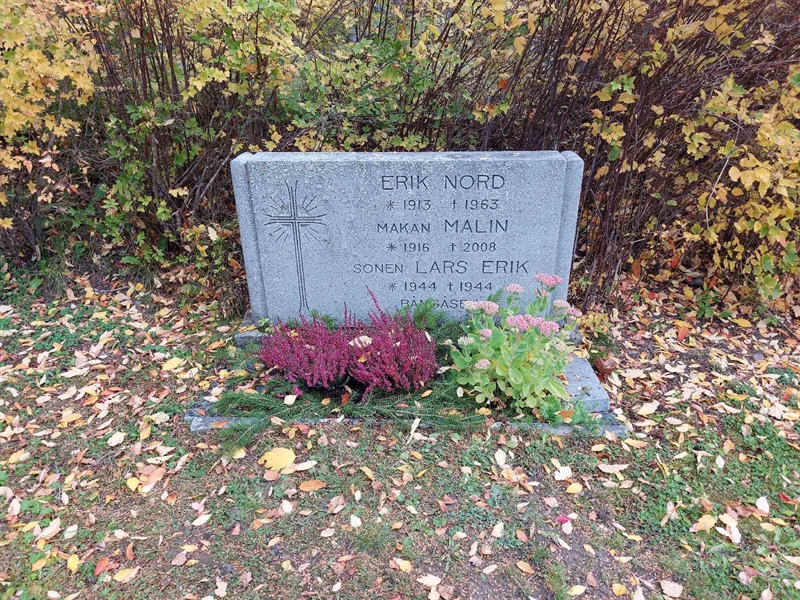 ERIK NORD
* 1913 † 1963
MAKAN MALIN
* 1916 † 2008
SONEN LARS ERIK
* 1944 † 1944